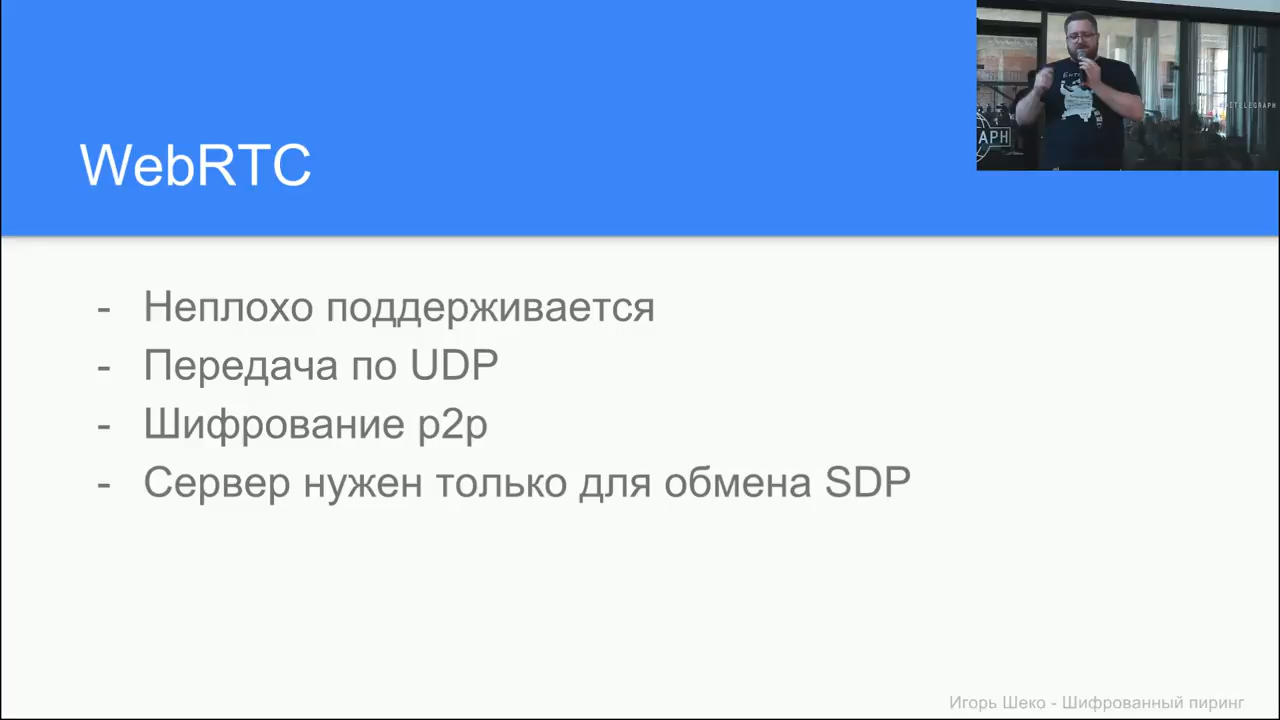 WebRTC
- Неплохо поддерживается
- Передача по UDP
- Шифрование p2p
- Сервер нужен только для обмена SDP
Игорь Шеко - Шифрованный пиринг